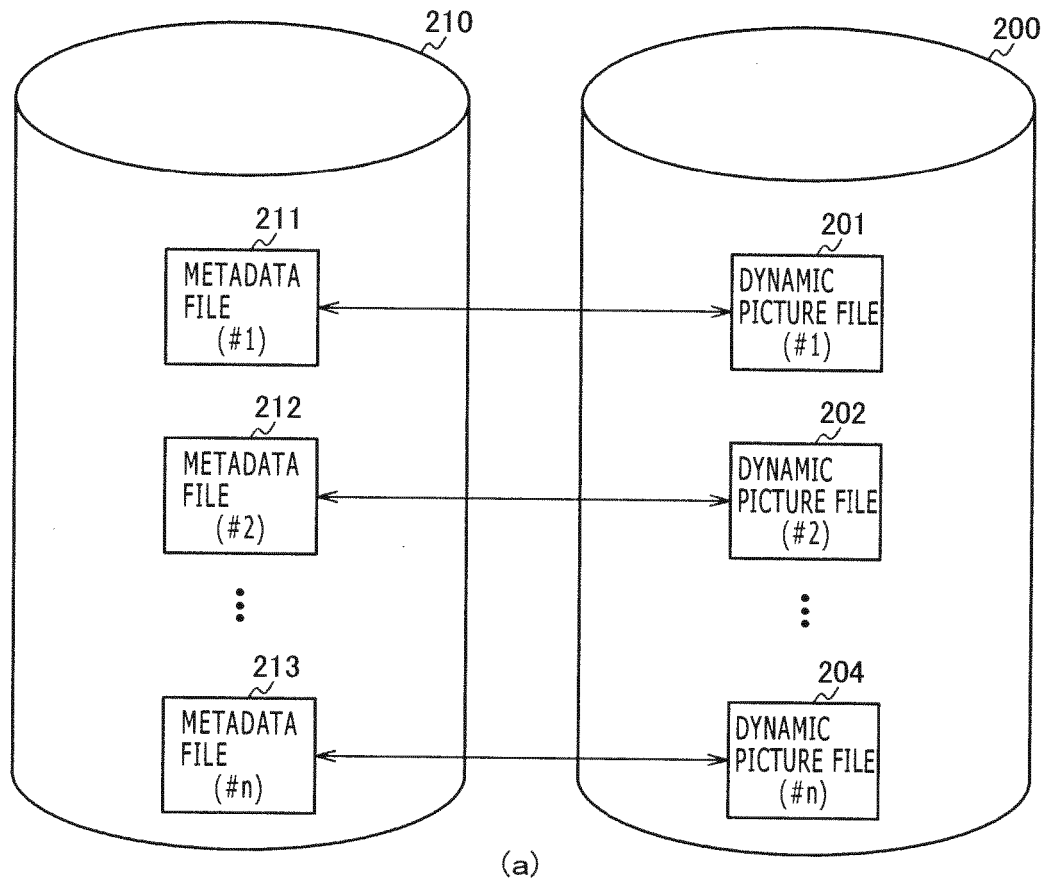 210
200
211
METADATA
FILE
(#1)
201
DYNAMIC
PICTURE FILE
(#1)
212
METADATA
FILE
(#2)
202
DYNAMIC
PICTURE FILE
(#2)
213
METADATA
FILE
(#n)
204
DYNAMIC
PICTURE FILE
(#n)
(a)